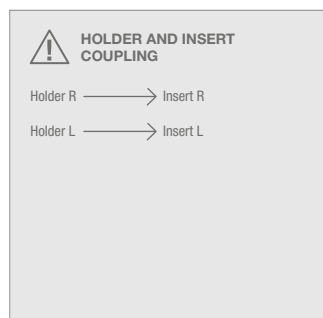 HOLDER AND INSERT
COUPLING
Holder R Insert R
Holder L Insert L